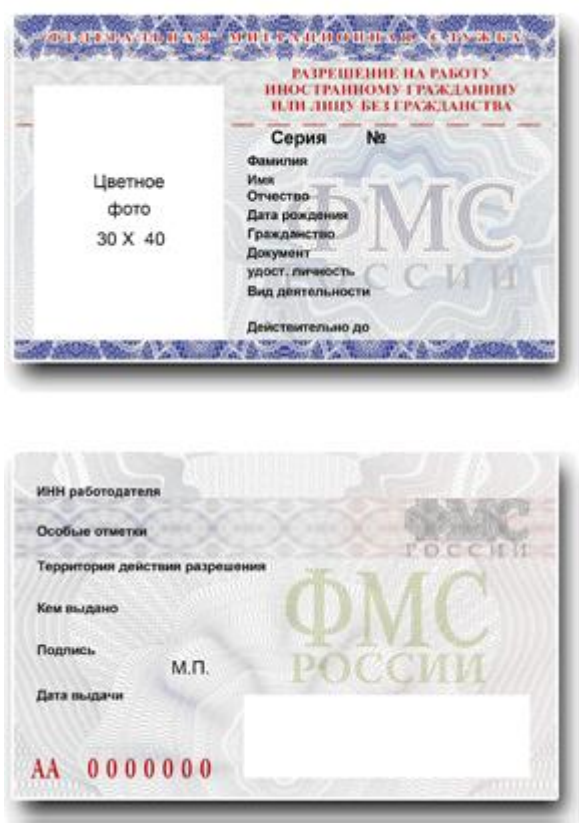 ФЕДЕРАЛЬНАЯ МИГРАЦИОННАЯ СЛУЖБА
РАЗРЕШЕНИЕ НА РАБОТУ
ИНОСТРАННОМУ ГРАЖДАНИНУ
ИЛИ ЛИЦУ БЕЗ ГРАЖДАНСТВА
Серия №
Фамилия
Имя
Отчество
Дата рождения
Гражданство
Документ
удост. личность
Вид деятельности
Действительно до
Цветное
фото
30 X 40
ФМС
РОССИИ
ИНН работодателя
Особые отметки
Территория действия разрешения
Кем выдано
Подпись
М.П.
Дата выдачи
АА 0000000
ФМС
РОССИИ
ФМС
РОССИИ